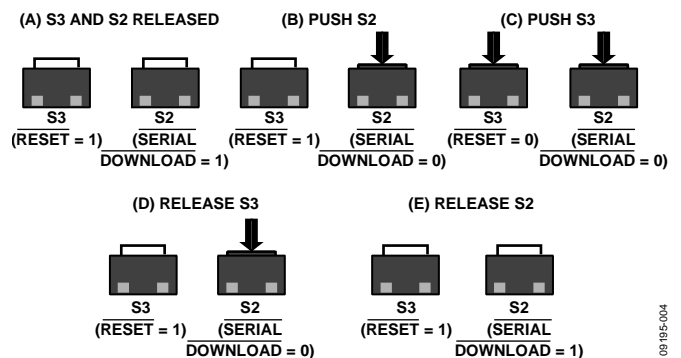 (A) S3 AND S2 RELEASED
(B) PUSH S2
(C) PUSH S3
S3
(RESET = 1)
S2
(SERIAL
DOWNLOAD = 1)
S3
(RESET = 1)
S2
(SERIAL
DOWNLOAD = 0)
S3
(RESET = 0)
S2
(SERIAL
DOWNLOAD = 0)
(D) RELEASE S3
(E) RELEASE S2
S3
(RESET = 1)
S2
(SERIAL
DOWNLOAD = 0)
S3
(RESET = 1)
S2
(SERIAL
DOWNLOAD = 1)
09195-004